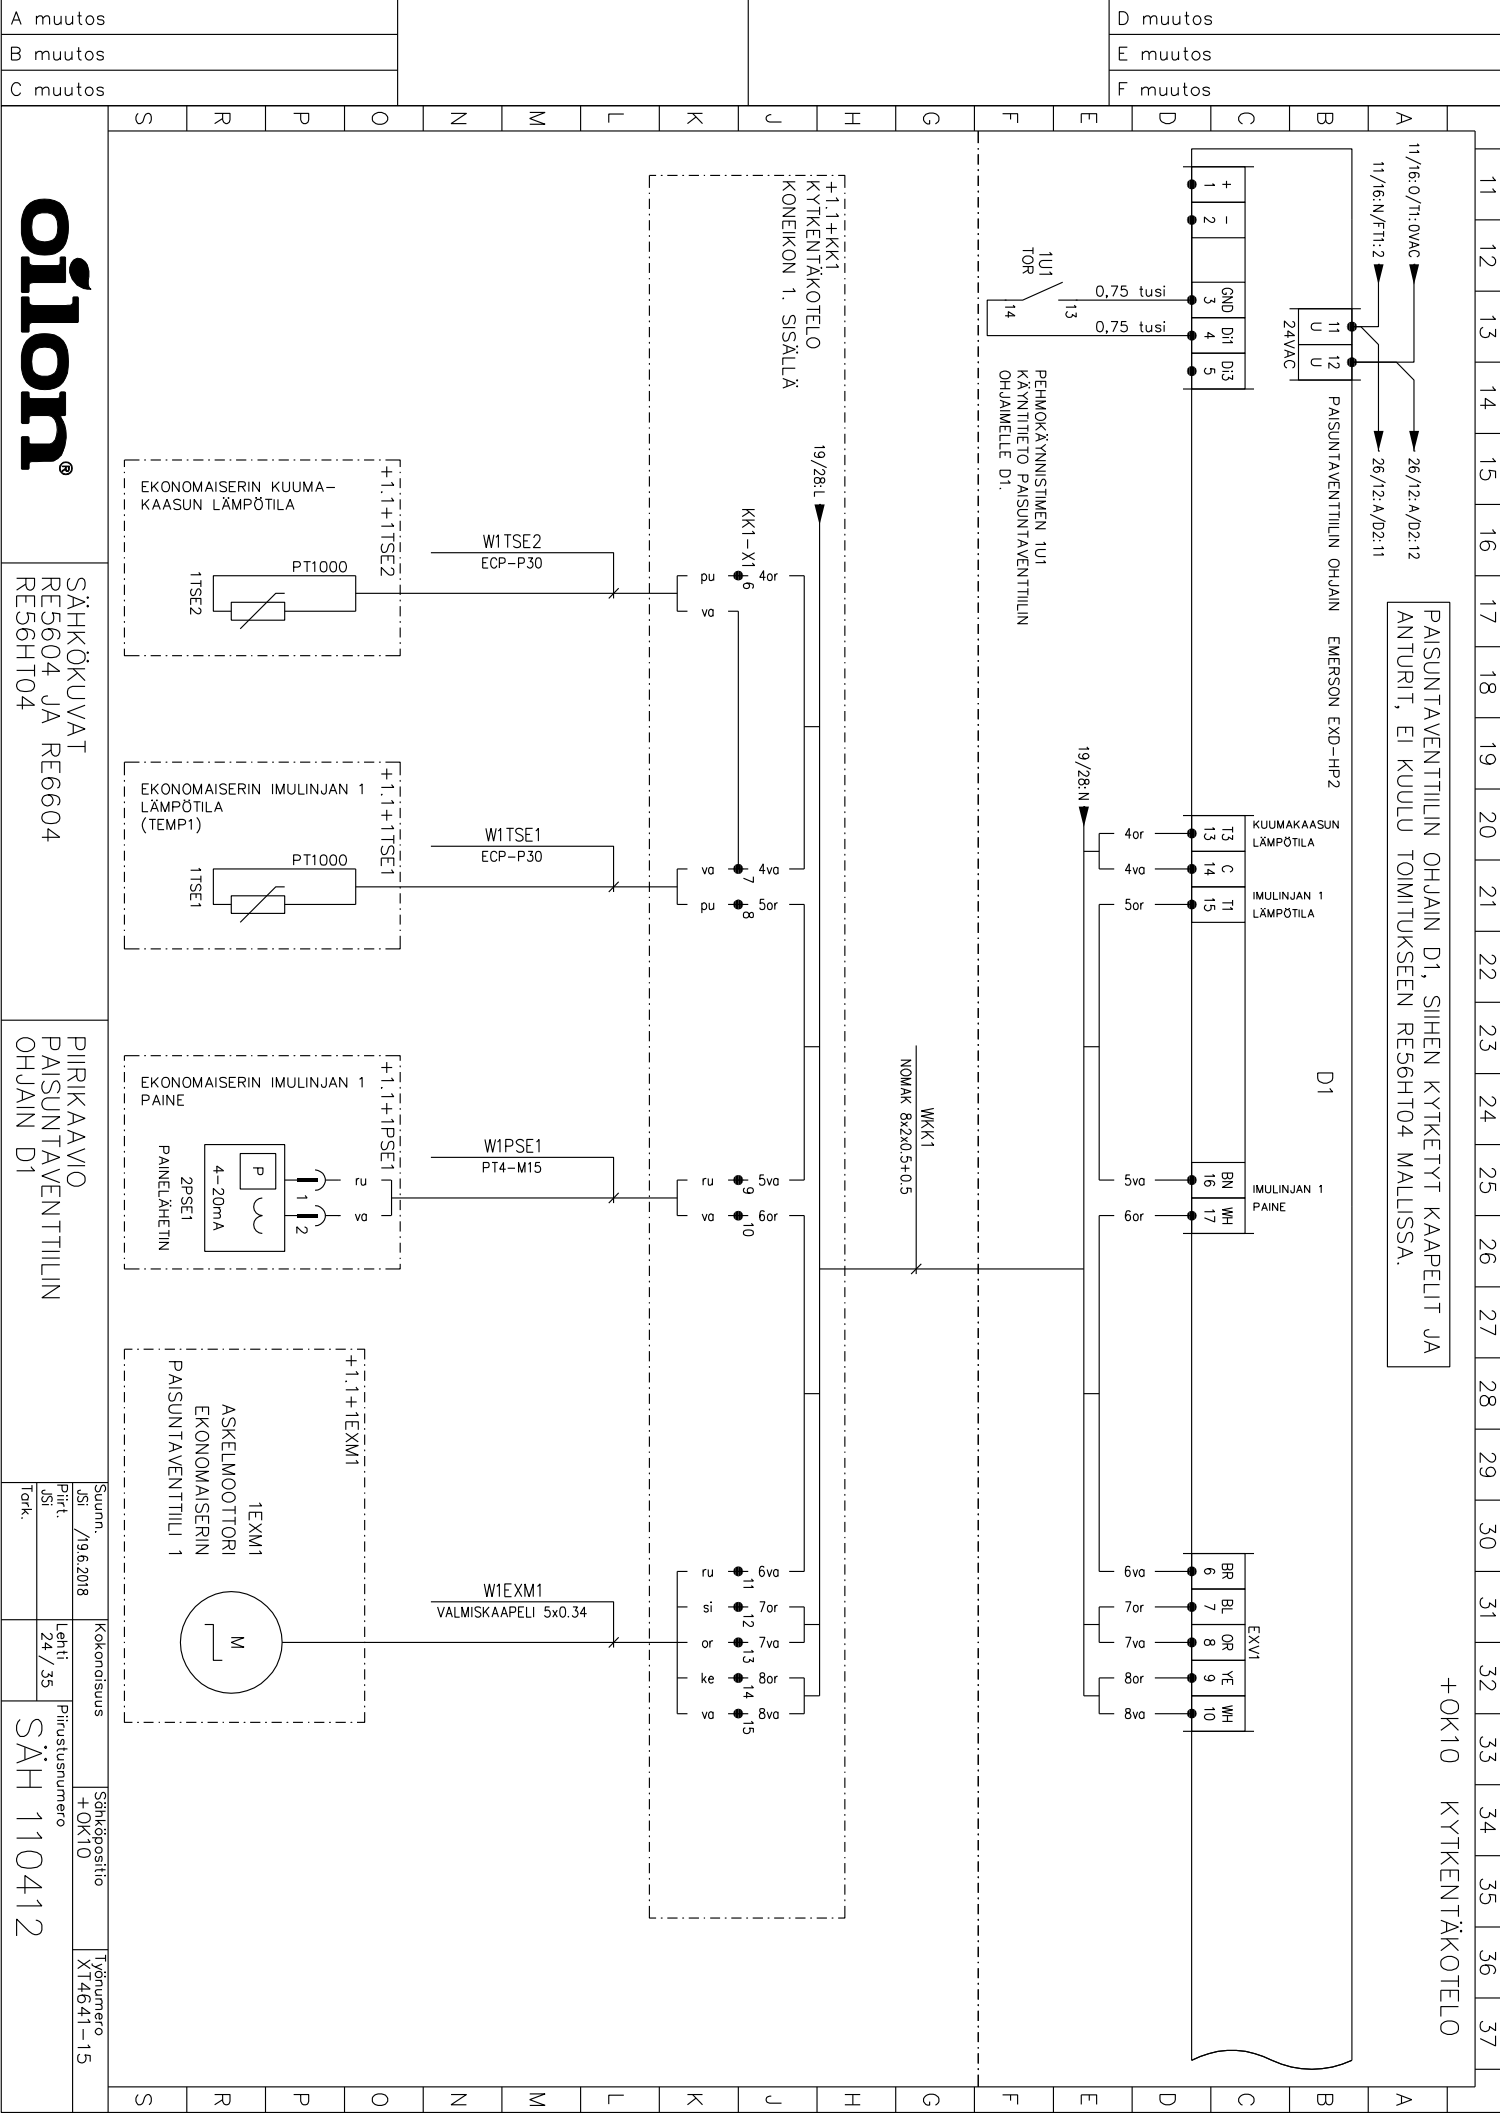 A muutos
B muutos
C muutos
D muutos
E muutos
F muutos
11 12 13 14 15 16 17 18 19 20 21 22 23 24 25 26 27 28 29 30 31 32 33 34 35 36 37
A B C D E F G H J K L M N O P R S
A B C D E F G H J K L M N O P R S
+OK10 KYTKENTÄKOTELO
PAISUNTAVENTTIILIN OHJAIN D1, SIIHEN KYTKETYT KAAPELIT JA
ANTURIT, EI KUULU TOIMITUKSEEN RE56HT04 MALLISSA.
11/16:O/T1:0VAC
26/12:A/D2:12
11/16:N/FT1:2
26/12:A/D2:11
11 12
U U
24VAC
PAISUNTAVENTTIILIN OHJAIN EMERSON EXD-HP2
D1
+ - GND Di1 Di3
1 2 3 4 5
0,75 tusi
0,75 tusi
1U1
TOR
13
14
PEHMOKÄYNNISTIMEN 1U1
KÄYNTITIETO PAISUNTAVENTTIILIN
OHJAIMELLE D1.
KUUMAKAASUN
LÄMPÖTILA
IMULINJAN 1
LÄMPÖTILA
T3 C T1
13 14 15
4or 4va 5or
19/28:N
IMULINJAN 1
PAINE
BN WH
16 17
5va 6or
EXV1
BR BL OR YE WH
6 7 8 9 10
6va 7or 7va 8or 8va
WKK1
NOMAK 8x2x0.5+0.5
+1.1+KK1
KYTKENTÄKOTELO
KONEIKON 1. SISÄLLÄ
19/28:L
KK1-X1
4or 4va 5or 5va 6or 6va 7or 7va 8or 8va
6 7 8 9 10 11 12 13 14 15
pu va va pu ru va ru si or ke va
W1TSE2
ECP-P30
W1TSE1
ECP-P30
W1PSE1
PT4-M15
W1EXM1
VALMISKAAPELI 5x0.34
+1.1+1TSE2
EKONOMAISERIN KUUMA-
KAASUN LÄMPÖTILA
PT1000
1TSE2
+1.1+1TSE1
EKONOMAISERIN IMULINJAN 1
LÄMPÖTILA
(TEMP1)
PT1000
1TSE1
+1.1+1PSE1
EKONOMAISERIN IMULINJAN 1
PAINE
ru va
1 2
P
4-20mA
2PSE1
PAINELÄHETIN
+1.1+1EXM1
1EXM1
ASKELMOOTTORI
EKONOMAISERIN
PAISUNTAVENTTIILI 1
M
oilon®
SÄHKÖKUVAT
RE5604 JA RE6604
RE56HT04
PIIRIKAAVIO
PAISUNTAVENTTIILIN
OHJAIN D1
Suunn.
JSi /19.6.2018
Piirt.
JSi
Tark.
Kokonaisuus
Lehti
24/35
Sähköpositio
+OK10
Työnumero
XT4641-15
Piirustusnumero
SÄH 110412